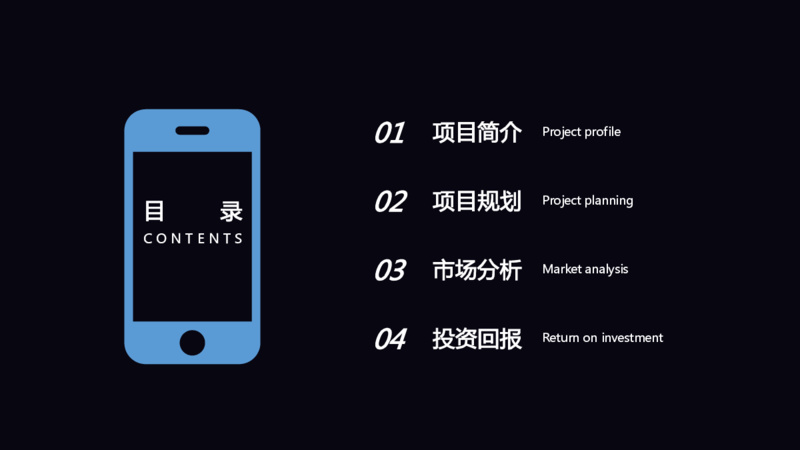 目 录
CONTENTS
01 项目简介 Project profile
02 项目规划 Project planning
03 市场分析 Market analysis
04 投资回报 Return on investment